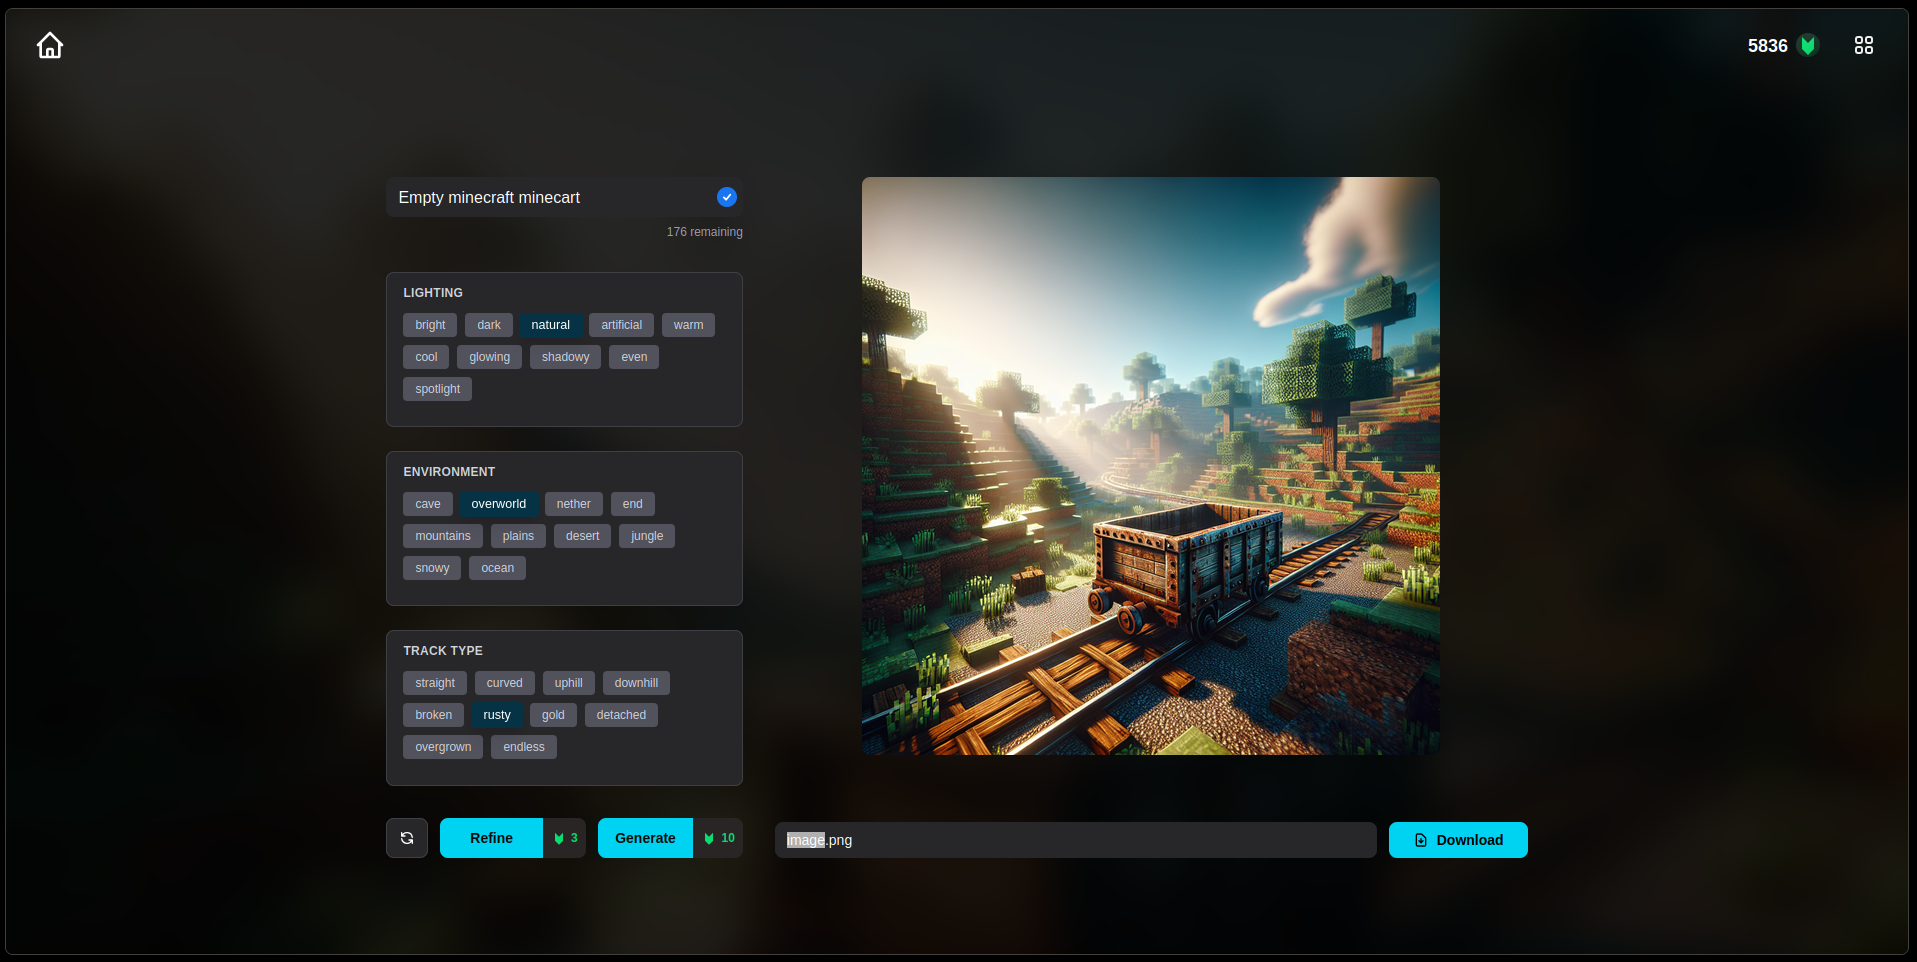 5836
Empty minecraft minecart
176 remaining
LIGHTING
bright dark natural artificial warm
cool glowing shadowy even
spotlight
ENVIRONMENT
cave overworld nether end
mountains plains desert jungle
snowy ocean
TRACK TYPE
straight curved uphill downhill
broken rusty gold detached
overgrown endless
Refine 3 Generate 10 image.png Download